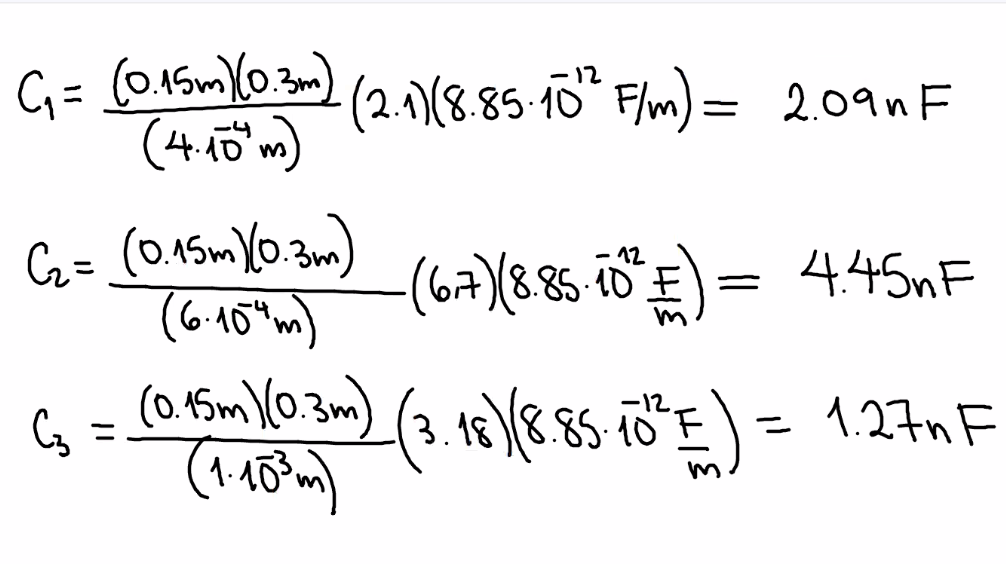 C₁ = (0.15m)(0.3m) / (4·10⁻⁴ m) (2.1)(8.85·10⁻¹² F/m) = 2.09nF
C₂ = (0.15m)(0.3m) / (6·10⁻⁴ m) (6.7)(8.85·10⁻¹² F/m) = 4.45nF
C₃ = (0.15m)(0.3m) / (1·10⁻³ m) (3.18)(8.85·10⁻¹² F/m) = 1.27nF